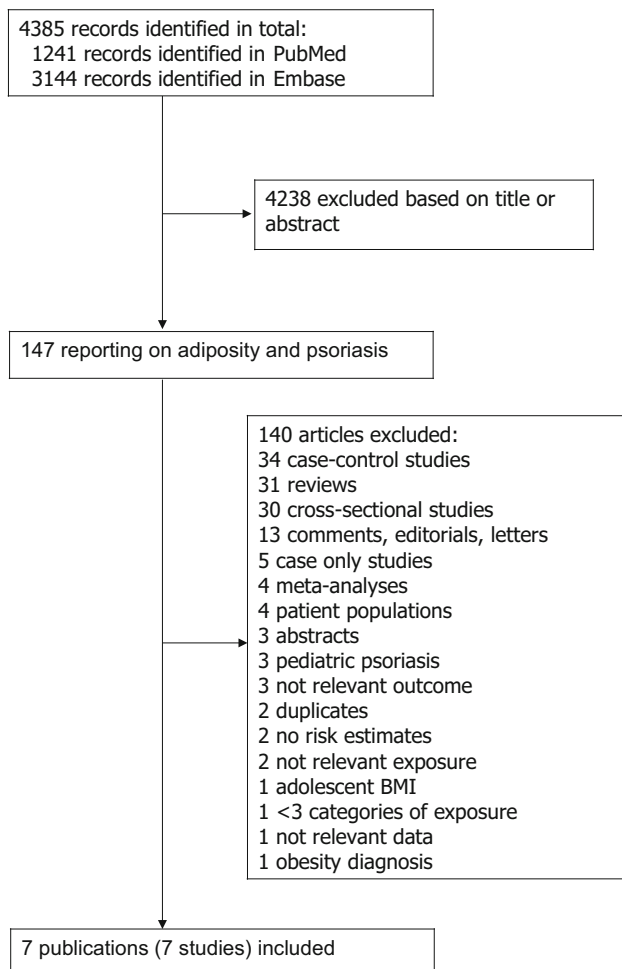 4385 records identified in total:
1241 records identified in PubMed
3144 records identified in Embase
4238 excluded based on title or
abstract
147 reporting on adiposity and psoriasis
140 articles excluded:
34 case-control studies
31 reviews
30 cross-sectional studies
13 comments, editorials, letters
5 case only studies
4 meta-analyses
4 patient populations
3 abstracts
3 pediatric psoriasis
3 not relevant outcome
2 duplicates
2 no risk estimates
2 not relevant exposure
1 adolescent BMI
1 <3 categories of exposure
1 not relevant data
1 obesity diagnosis
7 publications (7 studies) included